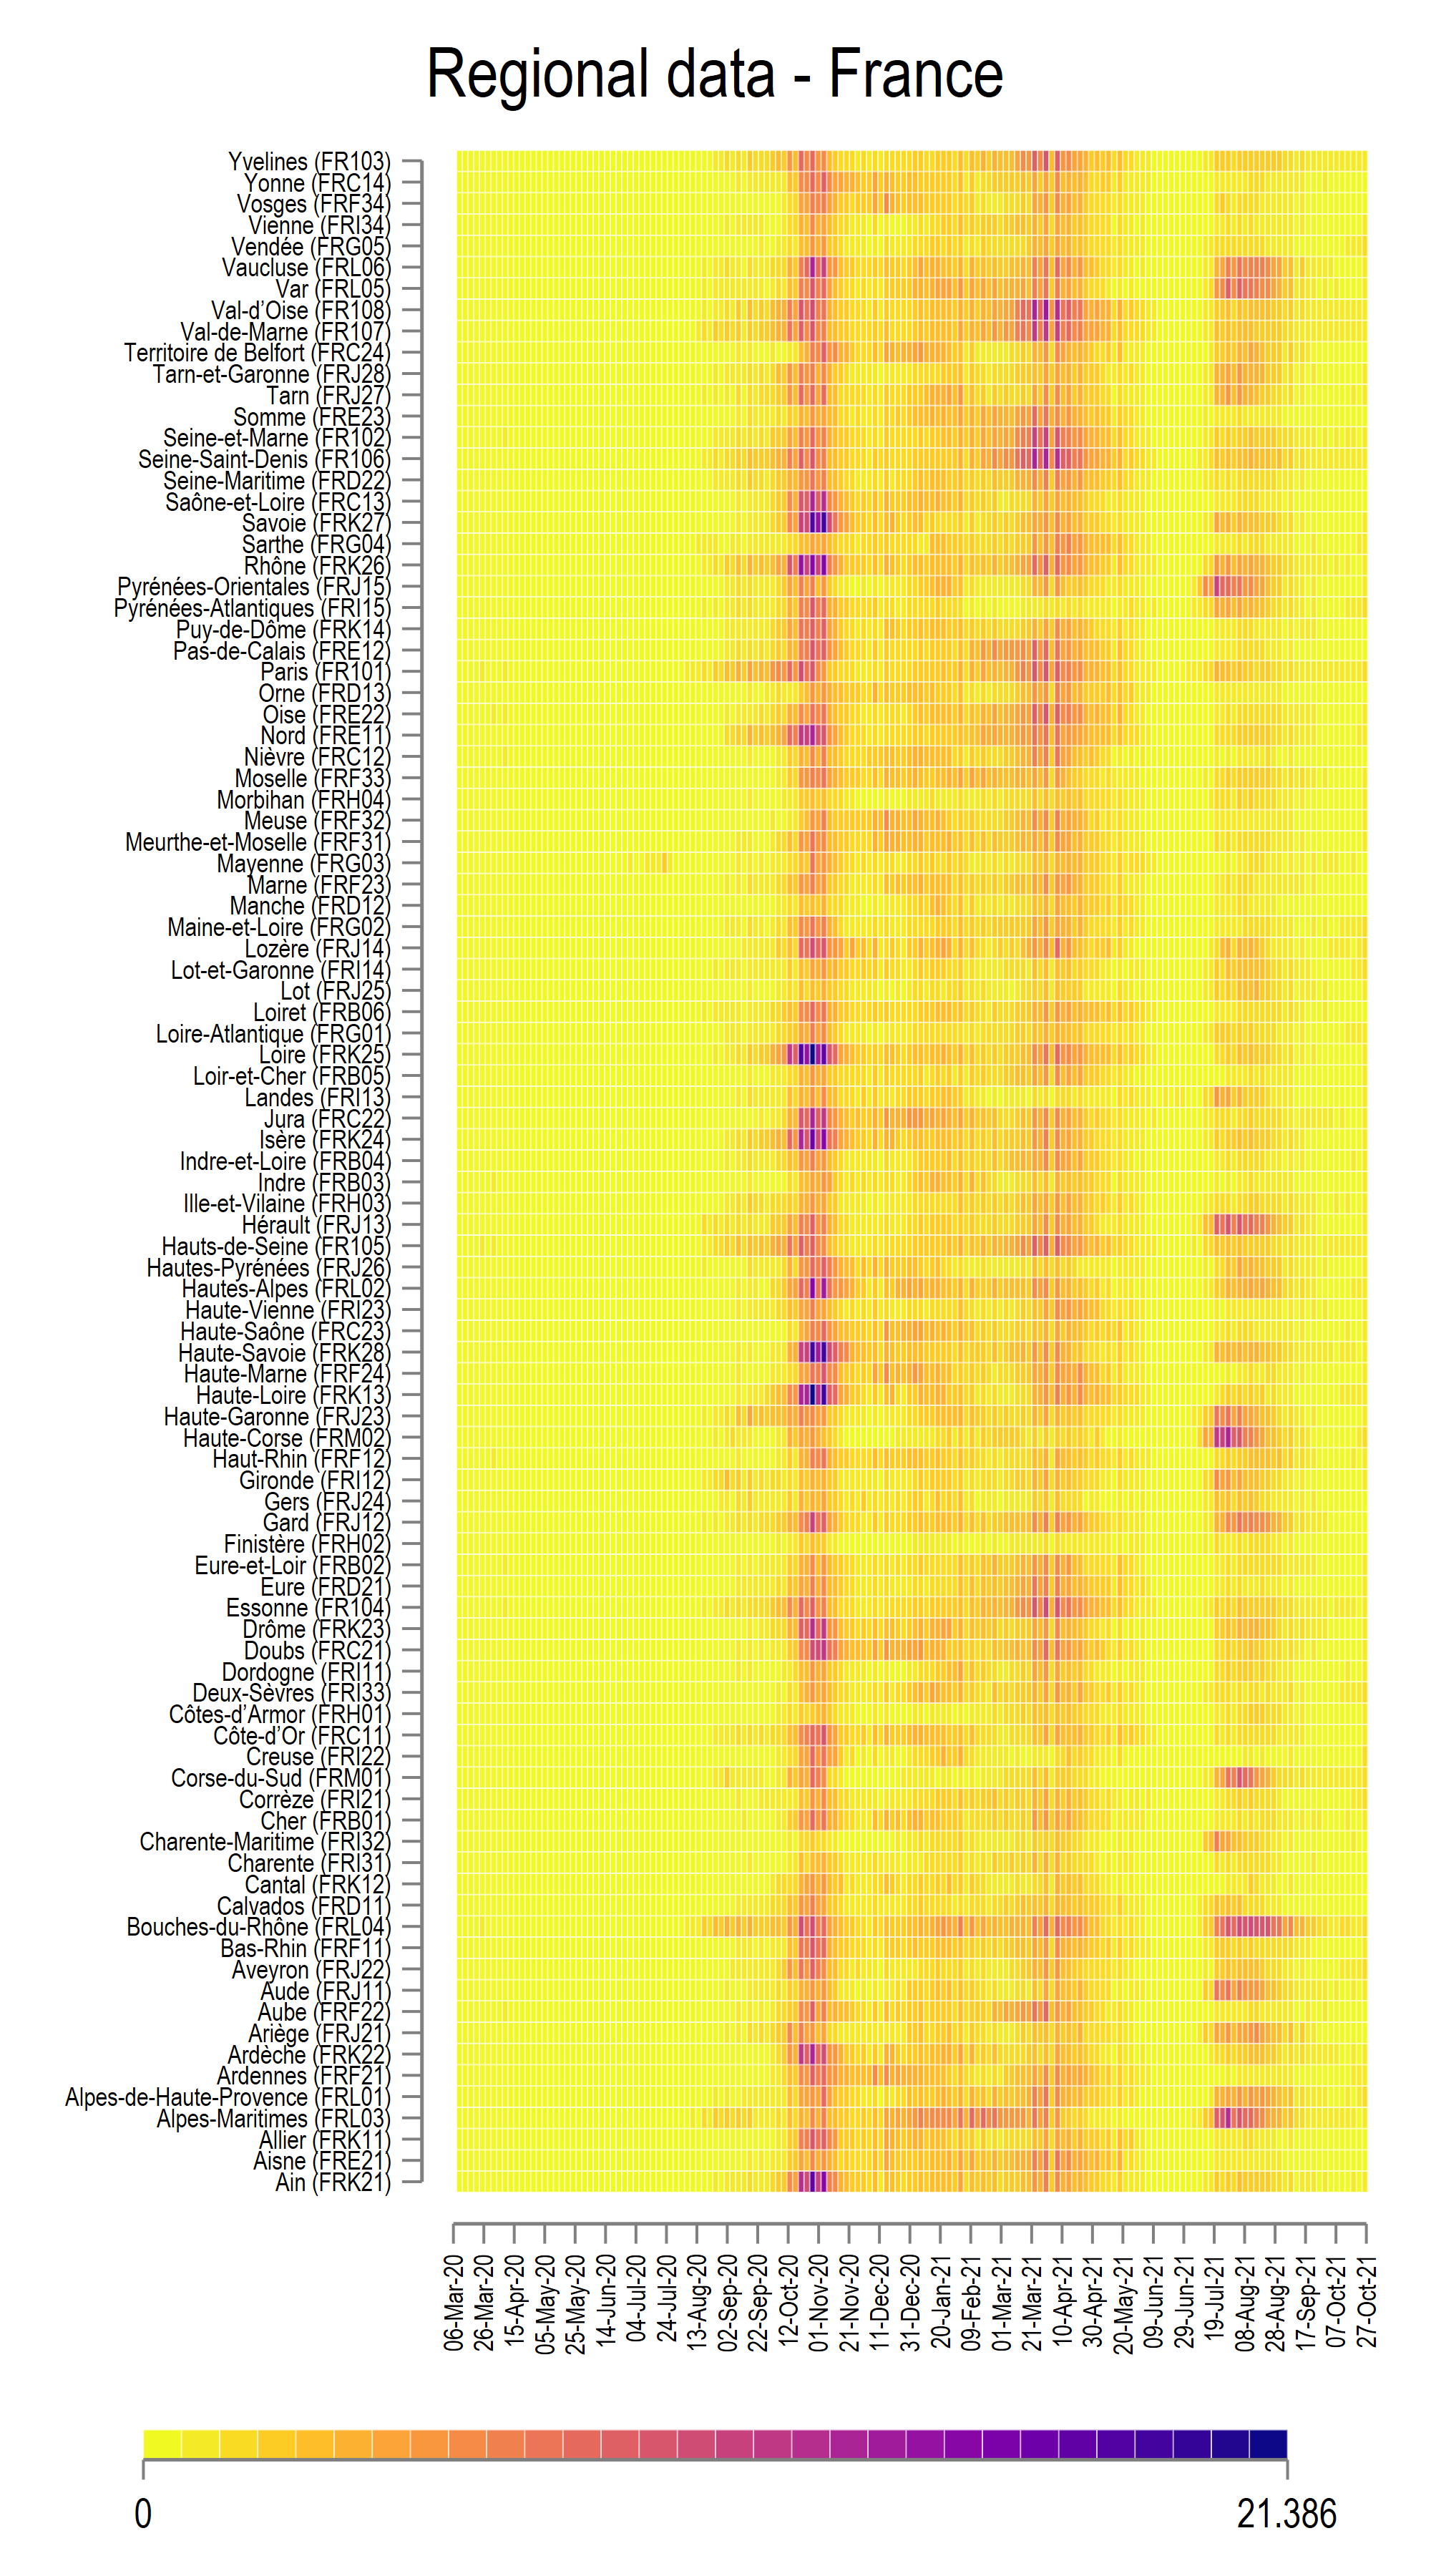 Regional data - France
Yvelines (FR103)
Yonne (FRC14)
Vosges (FRF34)
Vienne (FRI34)
Vendée (FRG05)
Vaucluse (FRL06)
Var (FRL05)
Val-d’Oise (FR108)
Val-de-Marne (FR107)
Territoire de Belfort (FRC24)
Tarn-et-Garonne (FRJ28)
Tarn (FRJ27)
Somme (FRE23)
Seine-et-Marne (FR102)
Seine-Saint-Denis (FR106)
Seine-Maritime (FRD22)
Saône-et-Loire (FRC13)
Savoie (FRK27)
Sarthe (FRG04)
Rhône (FRK26)
Pyrénées-Orientales (FRJ15)
Pyrénées-Atlantiques (FRI15)
Puy-de-Dôme (FRK14)
Pas-de-Calais (FRE12)
Paris (FR101)
Orne (FRD13)
Oise (FRE22)
Nord (FRE11)
Nièvre (FRC12)
Moselle (FRF33)
Morbihan (FRH04)
Meuse (FRF32)
Meurthe-et-Moselle (FRF31)
Mayenne (FRG03)
Marne (FRF23)
Manche (FRD12)
Maine-et-Loire (FRG02)
Lozère (FRJ14)
Lot-et-Garonne (FRI14)
Lot (FRJ25)
Loiret (FRB06)
Loire-Atlantique (FRG01)
Loire (FRK25)
Loir-et-Cher (FRB05)
Landes (FRI13)
Jura (FRC22)
Isère (FRK24)
Indre-et-Loire (FRB04)
Indre (FRB03)
Ille-et-Vilaine (FRH03)
Hérault (FRJ13)
Hauts-de-Seine (FR105)
Hautes-Pyrénées (FRJ26)
Hautes-Alpes (FRL02)
Haute-Vienne (FRI23)
Haute-Saône (FRC23)
Haute-Savoie (FRK28)
Haute-Marne (FRF24)
Haute-Loire (FRK13)
Haute-Garonne (FRJ23)
Haute-Corse (FRM02)
Haut-Rhin (FRF12)
Gironde (FRI12)
Gers (FRJ24)
Gard (FRJ12)
Finistère (FRH02)
Eure-et-Loir (FRB02)
Eure (FRD21)
Essonne (FR104)
Drôme (FRK23)
Doubs (FRC21)
Dordogne (FRI11)
Deux-Sèvres (FRI33)
Côtes-d’Armor (FRH01)
Côte-d’Or (FRC11)
Creuse (FRI22)
Corse-du-Sud (FRM01)
Corrèze (FRI21)
Cher (FRB01)
Charente-Maritime (FRI32)
Charente (FRI31)
Cantal (FRK12)
Calvados (FRD11)
Bouches-du-Rhône (FRL04)
Bas-Rhin (FRF11)
Aveyron (FRJ22)
Aude (FRJ11)
Aube (FRF22)
Ariège (FRJ21)
Ardèche (FRK22)
Ardennes (FRF21)
Alpes-de-Haute-Provence (FRL01)
Alpes-Maritimes (FRL03)
Allier (FRK11)
Aisne (FRE21)
Ain (FRK21)
06-Mar-20
26-Mar-20
15-Apr-20
05-May-20
25-May-20
14-Jun-20
04-Jul-20
24-Jul-20
13-Aug-20
02-Sep-20
22-Sep-20
12-Oct-20
01-Nov-20
21-Nov-20
11-Dec-20
31-Dec-20
20-Jan-21
09-Feb-21
01-Mar-21
21-Mar-21
10-Apr-21
30-Apr-21
20-May-21
09-Jun-21
29-Jun-21
19-Jul-21
08-Aug-21
28-Aug-21
17-Sep-21
07-Oct-21
27-Oct-21
0
21.386